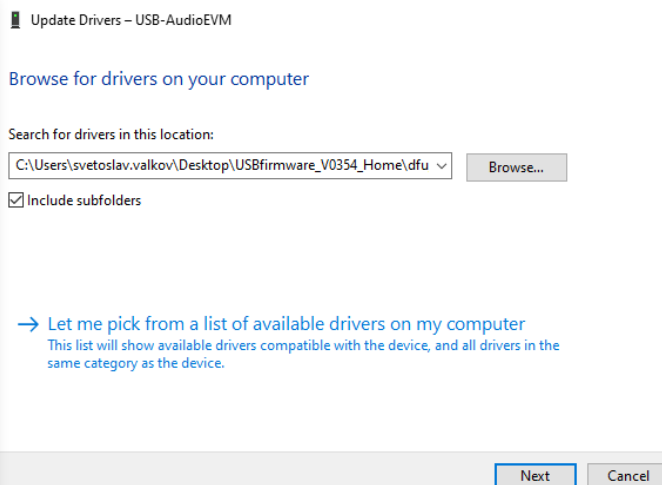 Update Drivers – USB-AudioEVM
Browse for drivers on your computer
Search for drivers in this location:
C:\Users\svetoslav.valkov\Desktop\USBfirmware_V0354_Home\dfu
Browse...
Include subfolders
Let me pick from a list of available drivers on my computer
This list will show available drivers compatible with the device, and all drivers in the
same category as the device.
Next
Cancel